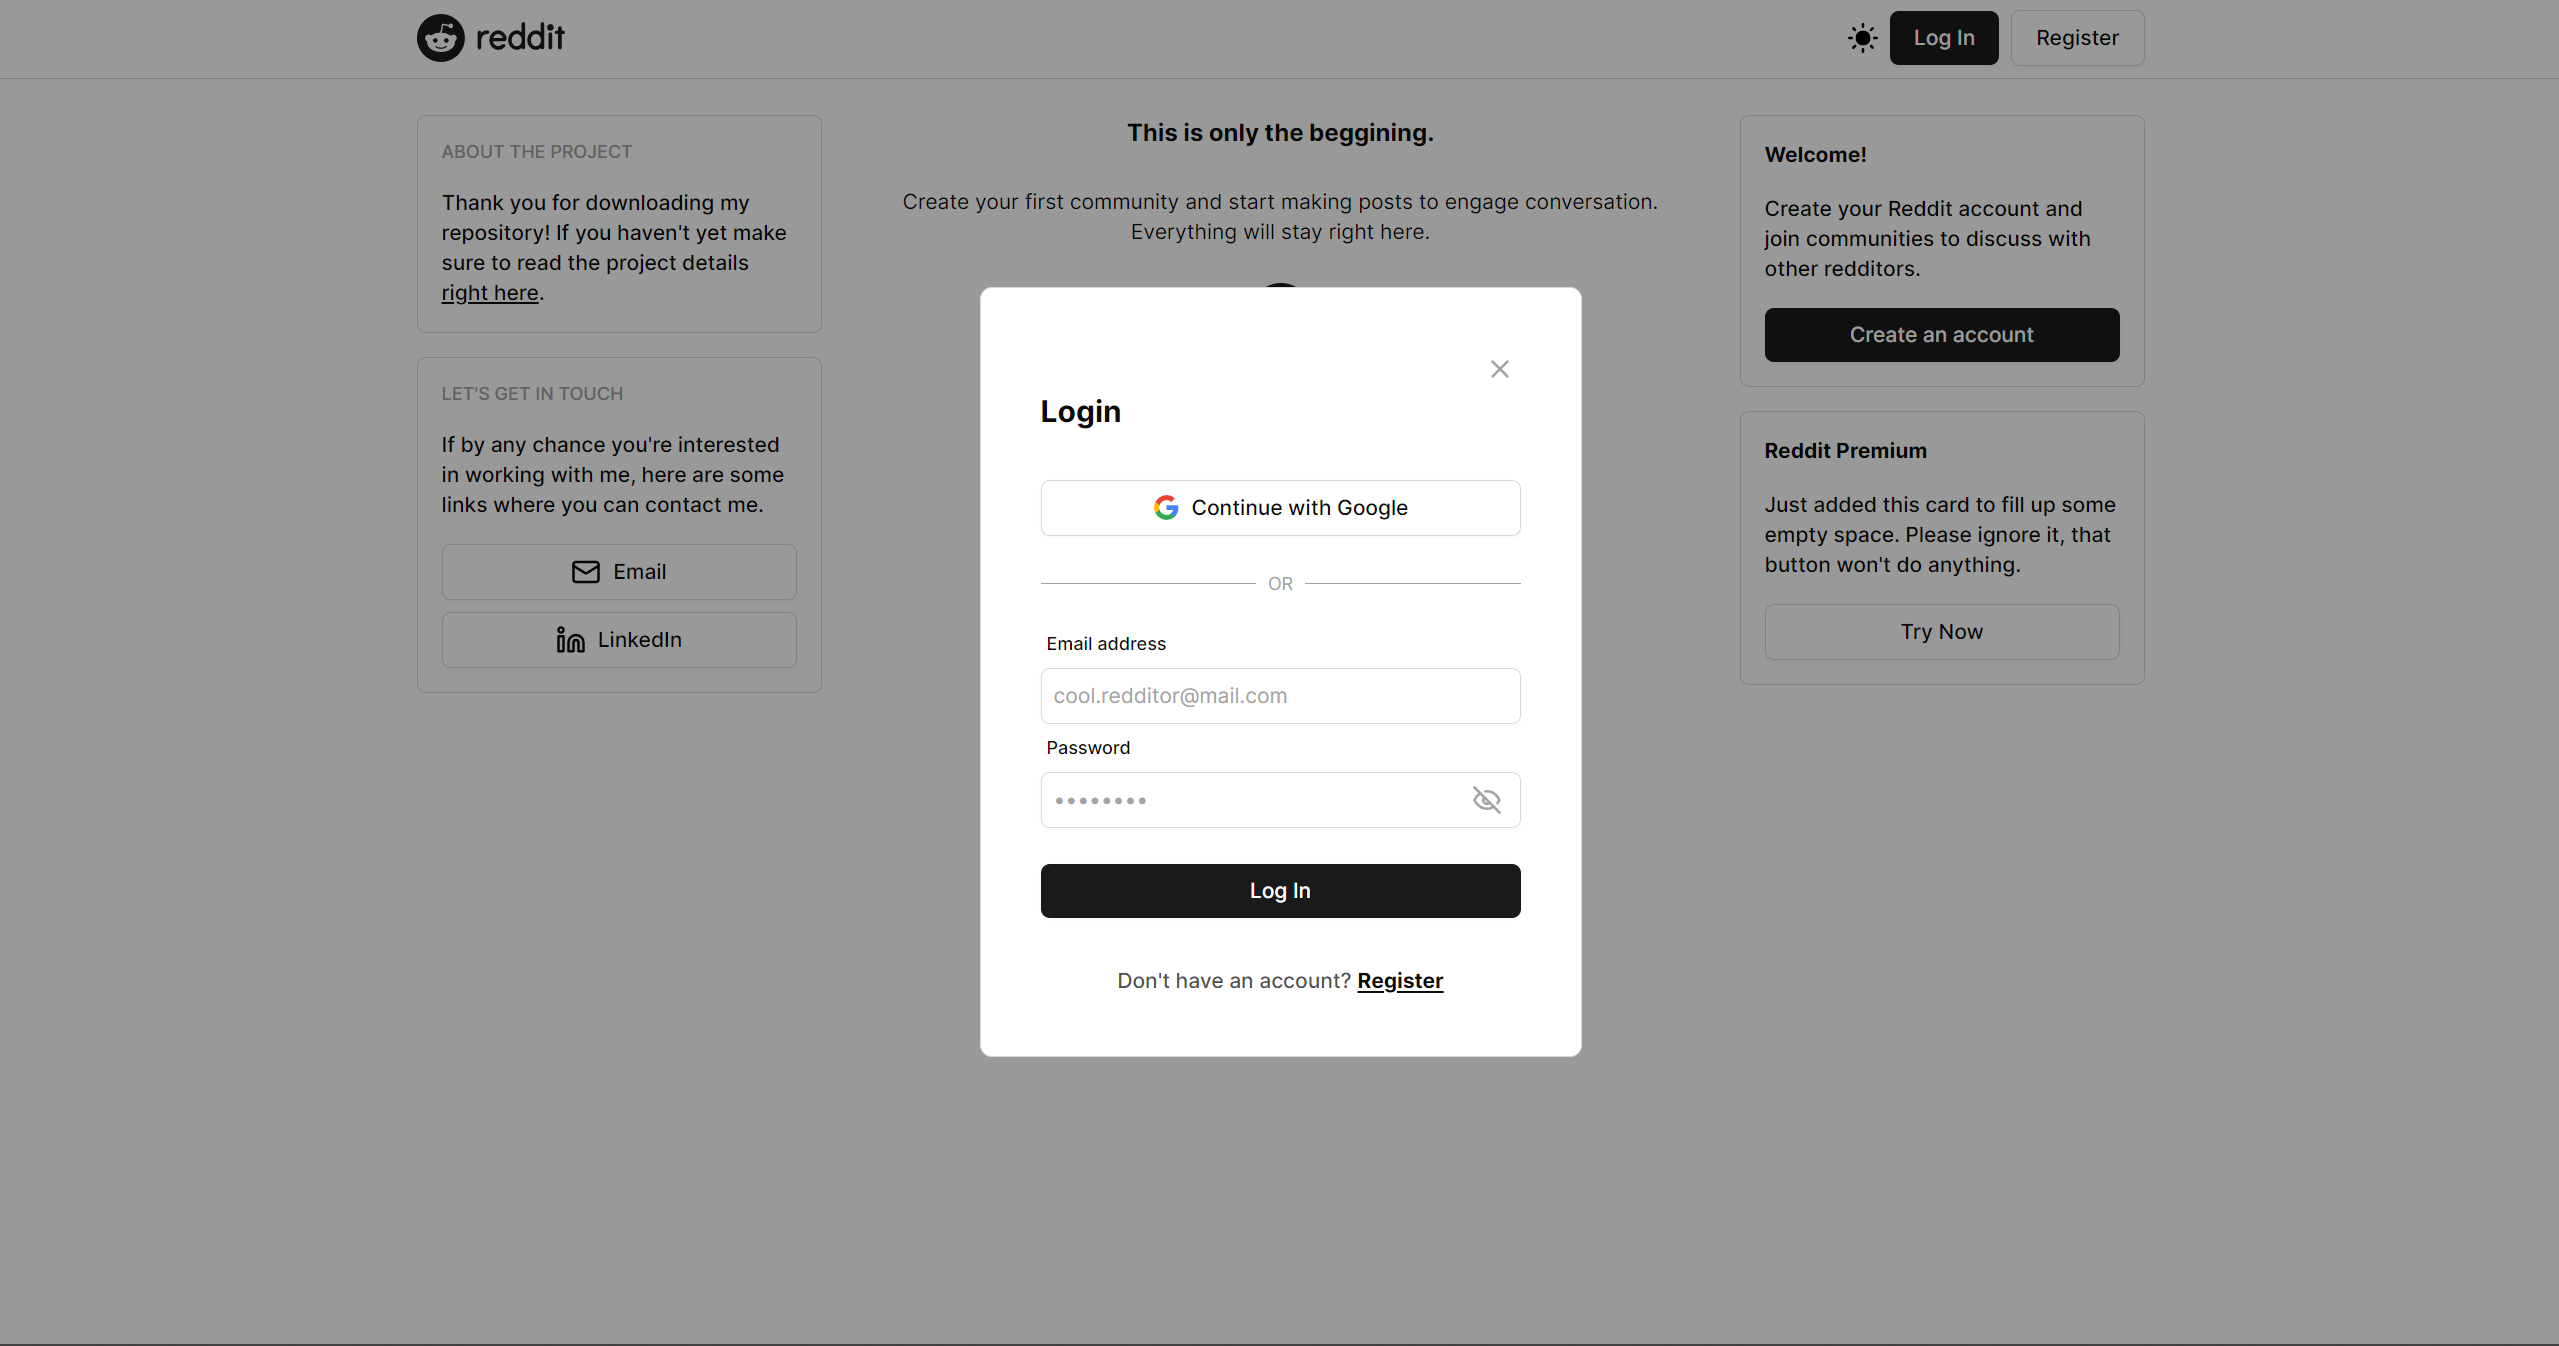 reddit
Log In
Register
ABOUT THE PROJECT
Thank you for downloading my
repository! If you haven't yet make
sure to read the project details
right here.
LET'S GET IN TOUCH
If by any chance you're interested
in working with me, here are some
links where you can contact me.
Email
LinkedIn
This is only the beggining.
Create your first community and start making posts to engage conversation.
Everything will stay right here.
Login
Continue with Google
OR
Email address
cool.redditor@mail.com
Password
••••••••
Log In
Don't have an account? Register
Welcome!
Create your Reddit account and
join communities to discuss with
other redditors.
Create an account
Reddit Premium
Just added this card to fill up some
empty space. Please ignore it, that
button won't do anything.
Try Now